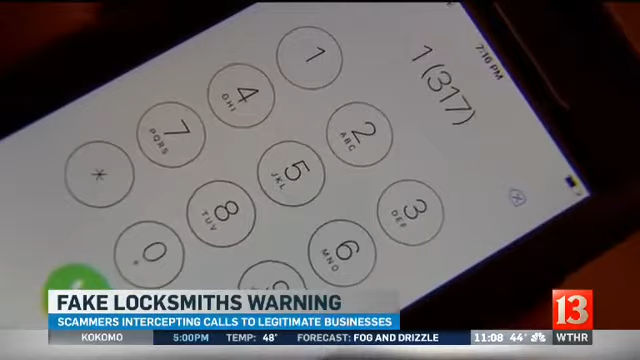 7:16 PM
1 (317)
1
2
ABC
3
DEF
4
GHI
5
JKL
6
MNO
7
PQRS
8
TUV
9
*
0
+
FAKE LOCKSMITHS WARNING
SCAMMERS INTERCEPTING CALLS TO LEGITIMATE BUSINESSES
13
KOKOMO 5:00PM TEMP: 48° FORECAST: FOG AND DRIZZLE 11:08 44° WTHR